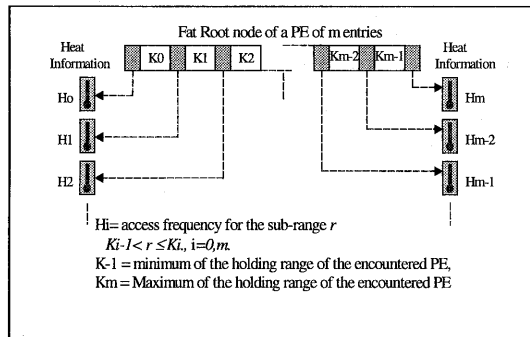 Fat Root node of a PE of m entries
Heat Information
K0 K1 K2
Km-2 Km-1
Heat Information
Ho
Hm
H1
Hm-2
H2
Hm-1
Hi= access frequency for the sub-range r
Ki-1< r ≤Ki., i=0,m.
K-1 = minimum of the holding range of the encountered PE,
Km = Maximum of the holding range of the encountered PE